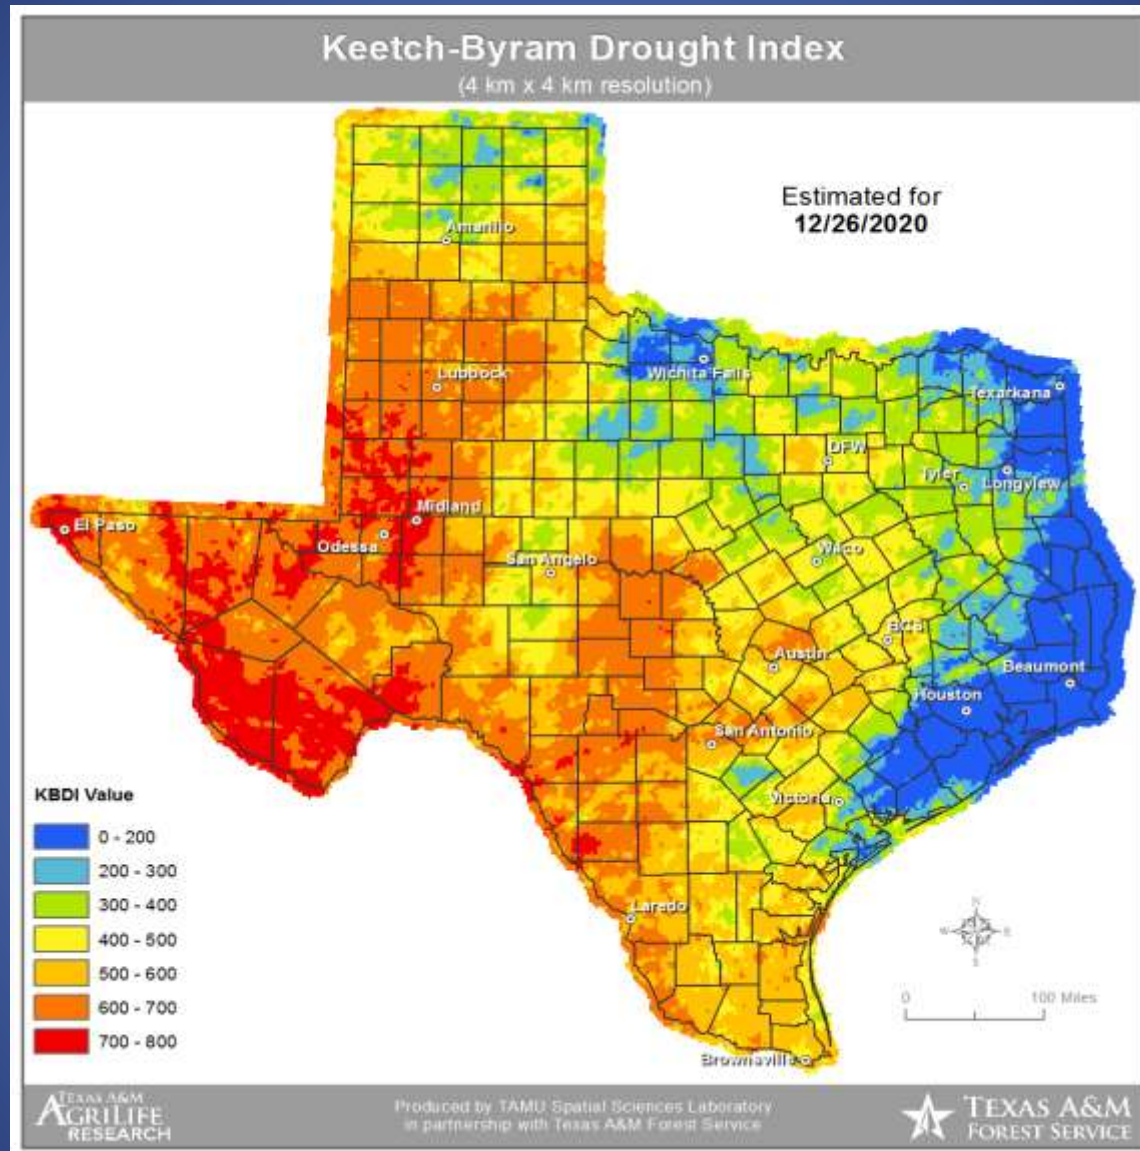 Keetch-Byram Drought Index
(4 km x 4 km resolution)
Estimated for
12/26/2020
Amarillo
Lubbock
Wichita Falls
Texarkana
DFW
Tyler
Longview
El Paso
Midland
Odessa
San Angelo
Waco
BCS
Austin
Beaumont
Houston
San Antonio
Victoria
Laredo
Brownsville
KBDI Value
0 - 200
200 - 300
300 - 400
400 - 500
500 - 600
600 - 700
700 - 800
N
W
E
S
0 100 Miles
TEXAS A&M
AGRILIFE
RESEARCH
Produced by TAMU Spatial Sciences Laboratory
in partnership with Texas A&M Forest Service
TEXAS A&M
FOREST SERVICE